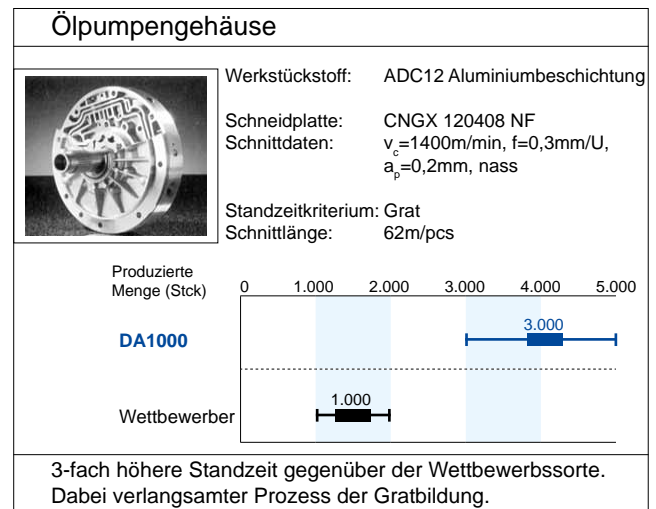 Ölpumpengehäuse
Werkstückstoff: ADC12 Aluminiumbeschichtung
Schneidplatte: CNGX 120408 NF
Schnittdaten: vc=1400m/min, f=0,3mm/U,
ap=0,2mm, nass
Standzeitkriterium: Grat
Schnittlänge: 62m/pcs
Produzierte
Menge (Stck) 0 1.000 2.000 3.000 4.000 5.000
DA1000 3.000
Wettbewerber 1.000
3-fach höhere Standzeit gegenüber der Wettbewerbssorte.
Dabei verlangsamter Prozess der Gratbildung.